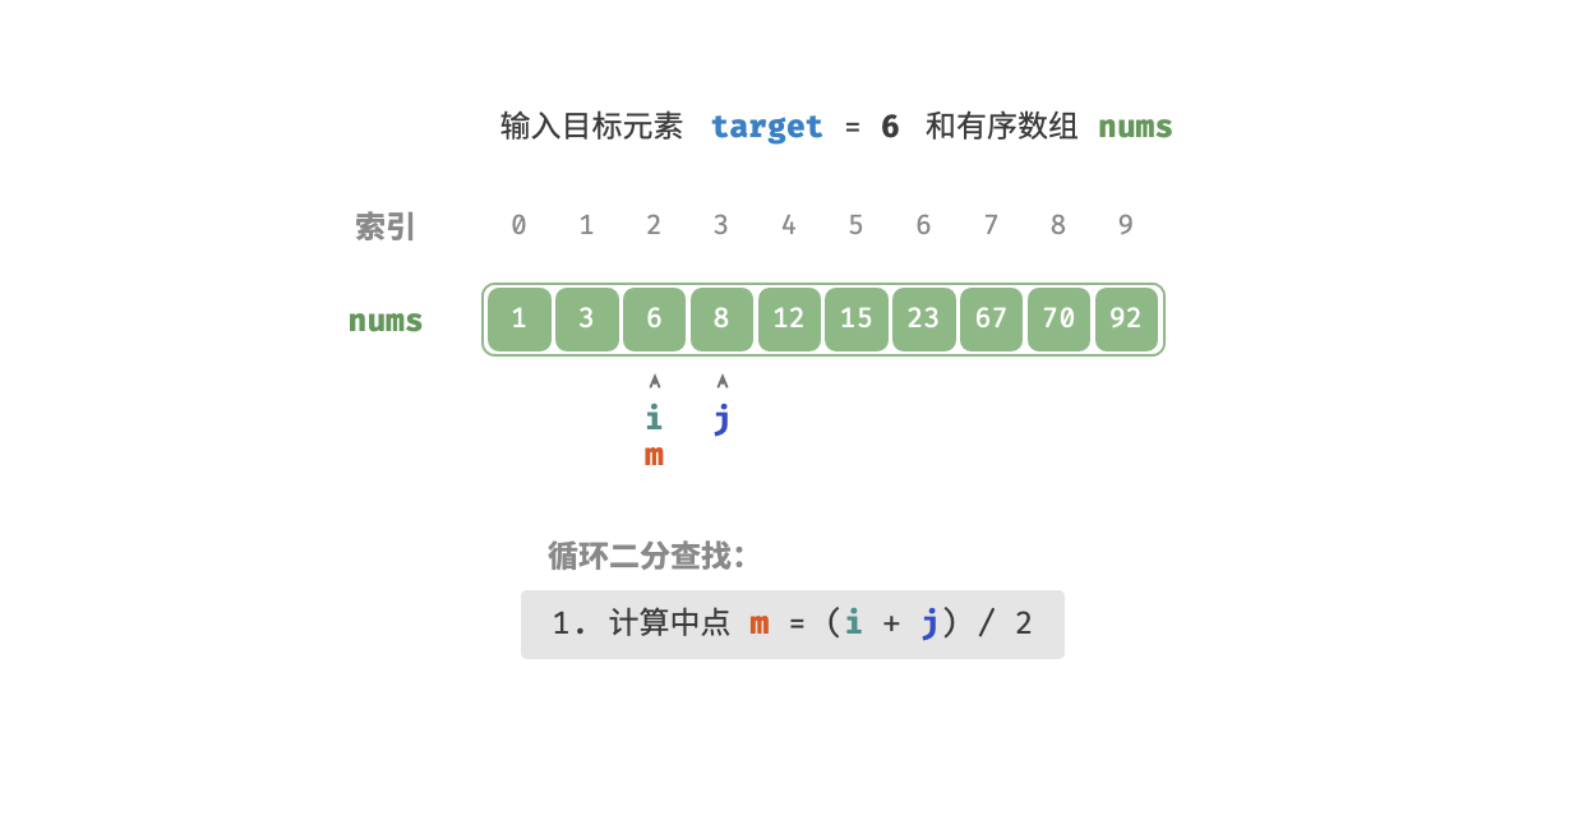 输入目标元素 target = 6 和有序数组 nums
索引 0 1 2 3 4 5 6 7 8 9
nums 1 3 6 8 12 15 23 67 70 92
i j
m
循环二分查找：
1. 计算中点 m = (i + j) / 2